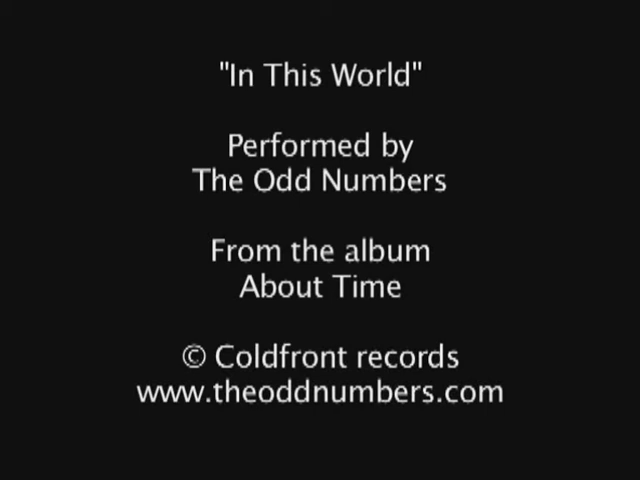 "In This World"
Performed by
The Odd Numbers
From the album
About Time
© Coldfront records
www.theoddnumbers.com